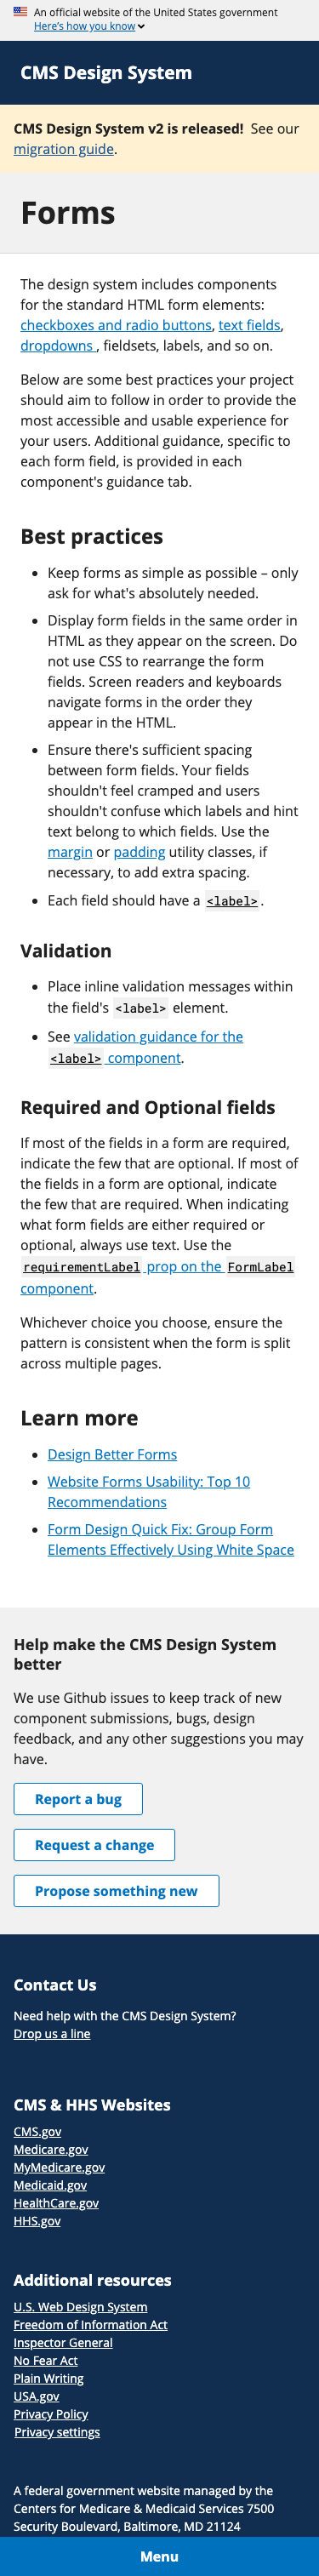 An official website of the United States government
Here's how you know
CMS Design System
CMS Design System v2 is released! See our
migration guide.
Forms
The design system includes components
for the standard HTML form elements:
checkboxes and radio buttons, text fields,
dropdowns , fieldsets, labels, and so on.
Below are some best practices your project
should aim to follow in order to provide the
most accessible and usable experience for
your users. Additional guidance, specific to
each form field, is provided in each
component's guidance tab.
Best practices
Keep forms as simple as possible – only
ask for what's absolutely needed.
Display form fields in the same order in
HTML as they appear on the screen. Do
not use CSS to rearrange the form
fields. Screen readers and keyboards
navigate forms in the order they
appear in the HTML.
Ensure there's sufficient spacing
between form fields. Your fields
shouldn't feel cramped and users
shouldn't confuse which labels and hint
text belong to which fields. Use the
margin or padding utility classes, if
necessary, to add extra spacing.
Each field should have a <label>.
Validation
Place inline validation messages within
the field's <label> element.
See validation guidance for the
<label> component.
Required and Optional fields
If most of the fields in a form are required,
indicate the few that are optional. If most of
the fields in a form are optional, indicate
the few that are required. When indicating
what form fields are either required or
optional, always use text. Use the
requirementLabel prop on the FormLabel
component.
Whichever choice you choose, ensure the
pattern is consistent when the form is split
across multiple pages.
Learn more
Design Better Forms
Website Forms Usability: Top 10
Recommendations
Form Design Quick Fix: Group Form
Elements Effectively Using White Space
Help make the CMS Design System
better
We use Github issues to keep track of new
component submissions, bugs, design
feedback, and any other suggestions you may
have.
Report a bug
Request a change
Propose something new
Contact Us
Need help with the CMS Design System?
Drop us a line
CMS & HHS Websites
CMS.gov
Medicare.gov
MyMedicare.gov
Medicaid.gov
HealthCare.gov
HHS.gov
Additional resources
U.S. Web Design System
Freedom of Information Act
Inspector General
No Fear Act
Plain Writing
USA.gov
Privacy Policy
Privacy settings
A federal government website managed by the
Centers for Medicare & Medicaid Services 7500
Security Boulevard, Baltimore, MD 21124
Menu